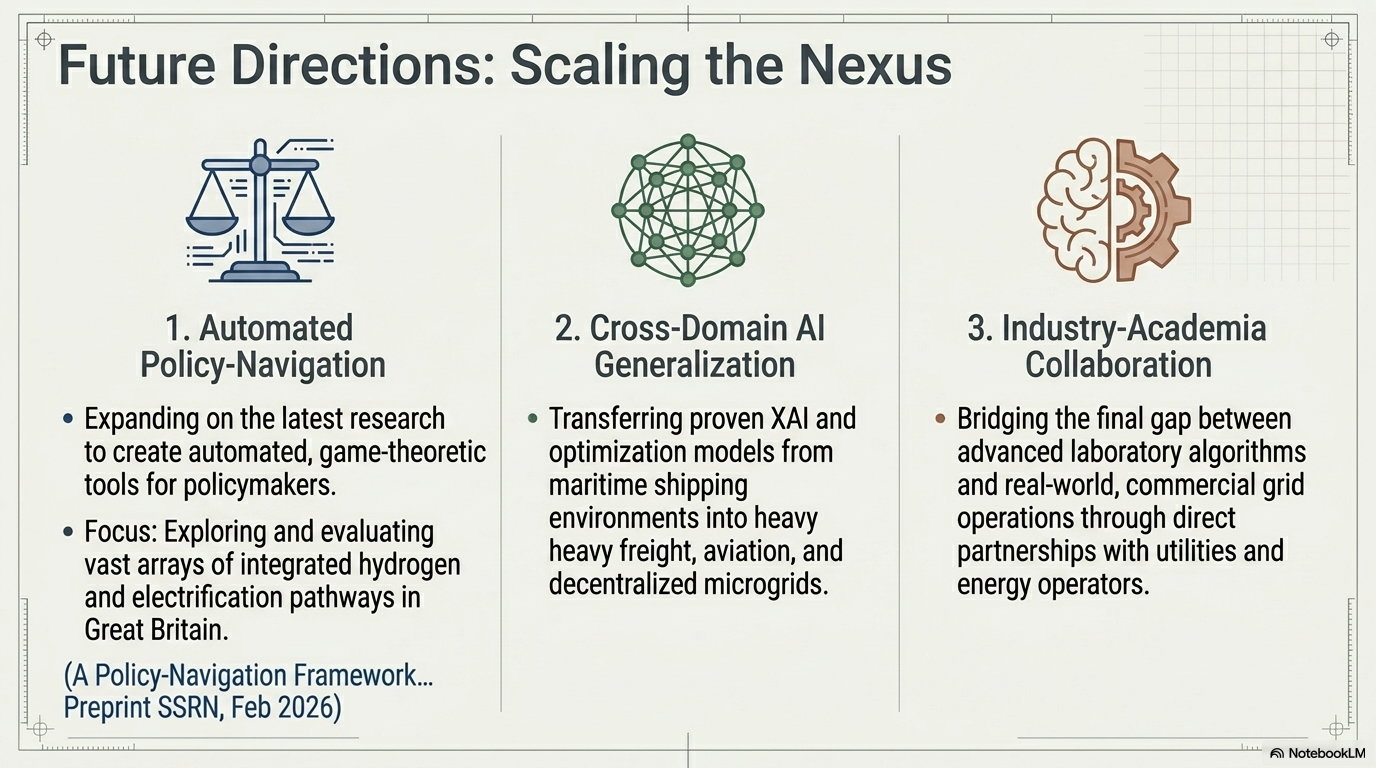 Future Directions: Scaling the Nexus
1. Automated
Policy-Navigation
• Expanding on the latest research
to create automated, game-theoretic
tools for policymakers.
• Focus: Exploring and evaluating
vast arrays of integrated hydrogen
and electrification pathways in
Great Britain.
(A Policy-Navigation Framework...
Preprint SSRN, Feb 2026)
2. Cross-Domain AI
Generalization
• Transferring proven XAI and
optimization models from
maritime shipping
environments into heavy
heavy freight, aviation, and
decentralized microgrids.
3. Industry-Academia
Collaboration
• Bridging the final gap between
advanced laboratory algorithms
and real-world, commercial grid
operations through direct
partnerships with utilities and
energy operators.
NotebookLM